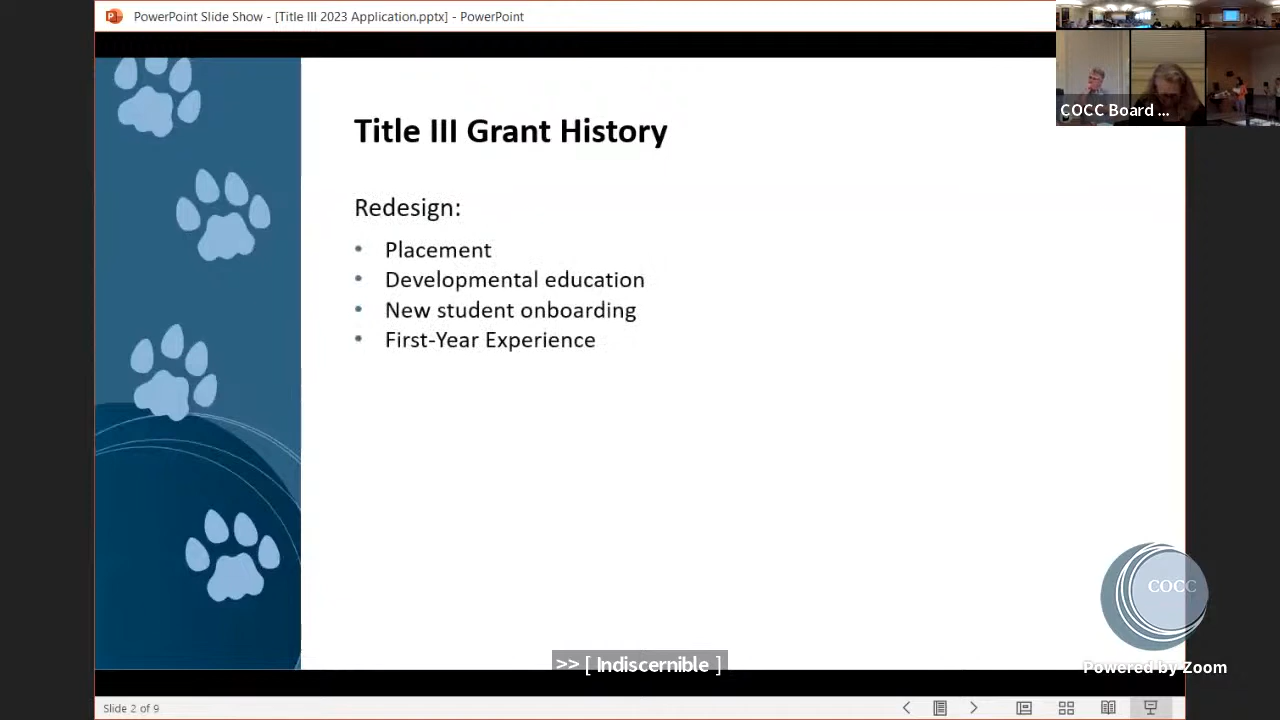 PowerPoint Slide Show - [Title III 2023 Application.pptx] - PowerPoint
COCC Board ...
Title III Grant History
Redesign:
• Placement
• Developmental education
• New student onboarding
• First-Year Experience
COCC
>> [ Indiscernible ]
Powered by Zoom
Slide 2 of 9